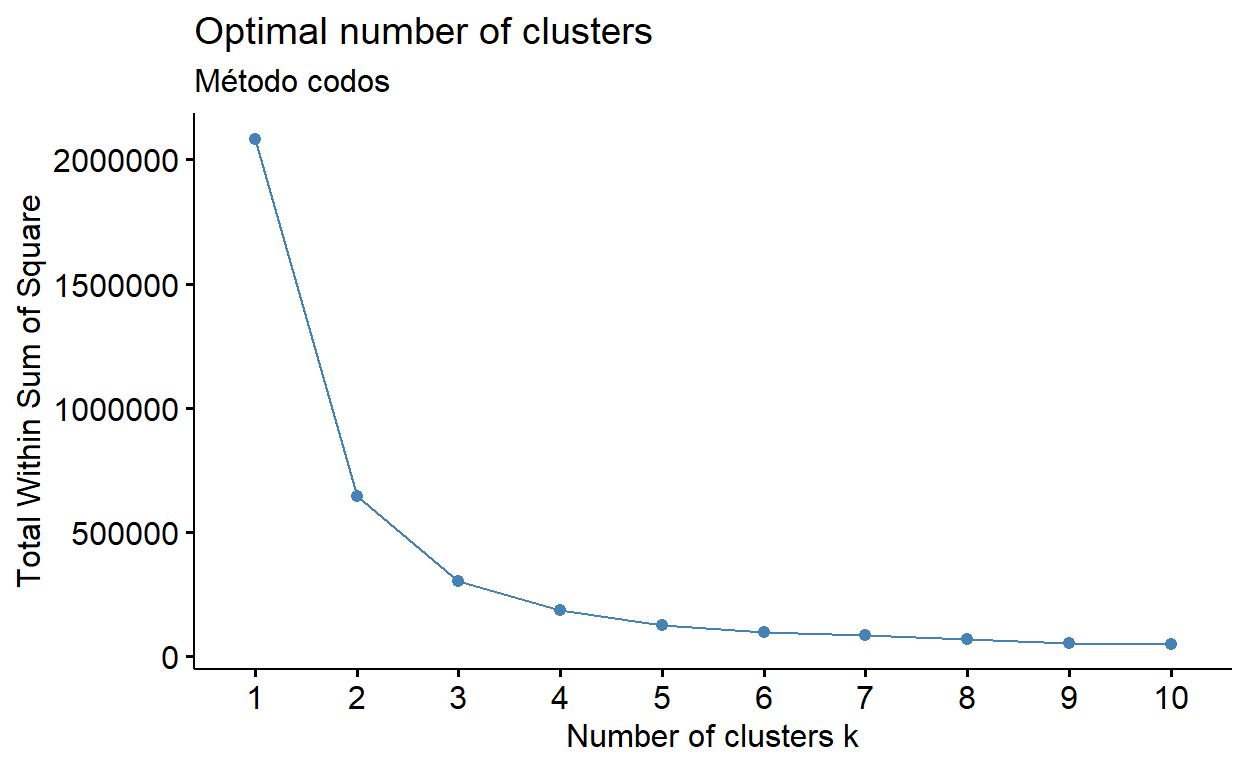 Optimal number of clusters
Método codos
Total Within Sum of Square
2000000
1500000
1000000
500000
0
1 2 3 4 5 6 7 8 9 10
Number of clusters k